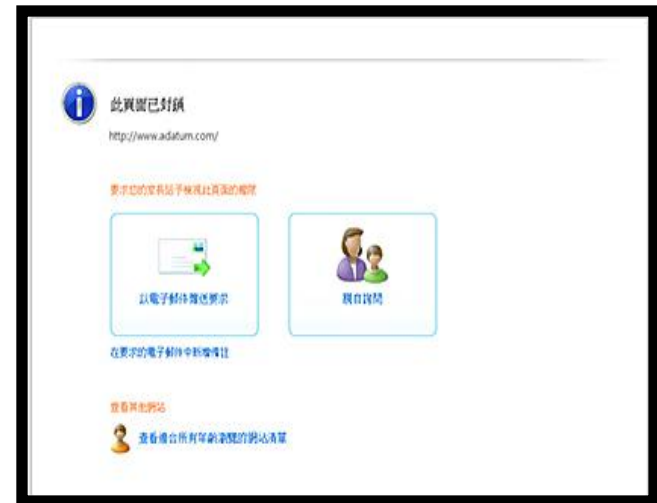 此頁面已封鎖
http://www.adatum.com/
要求您的家長給予檢視此頁面的權限
以電子郵件傳送要求
親自詢問
在要求的電子郵件中新增備註
查看其他網站
查看適合所有年齡瀏覽的網站清單